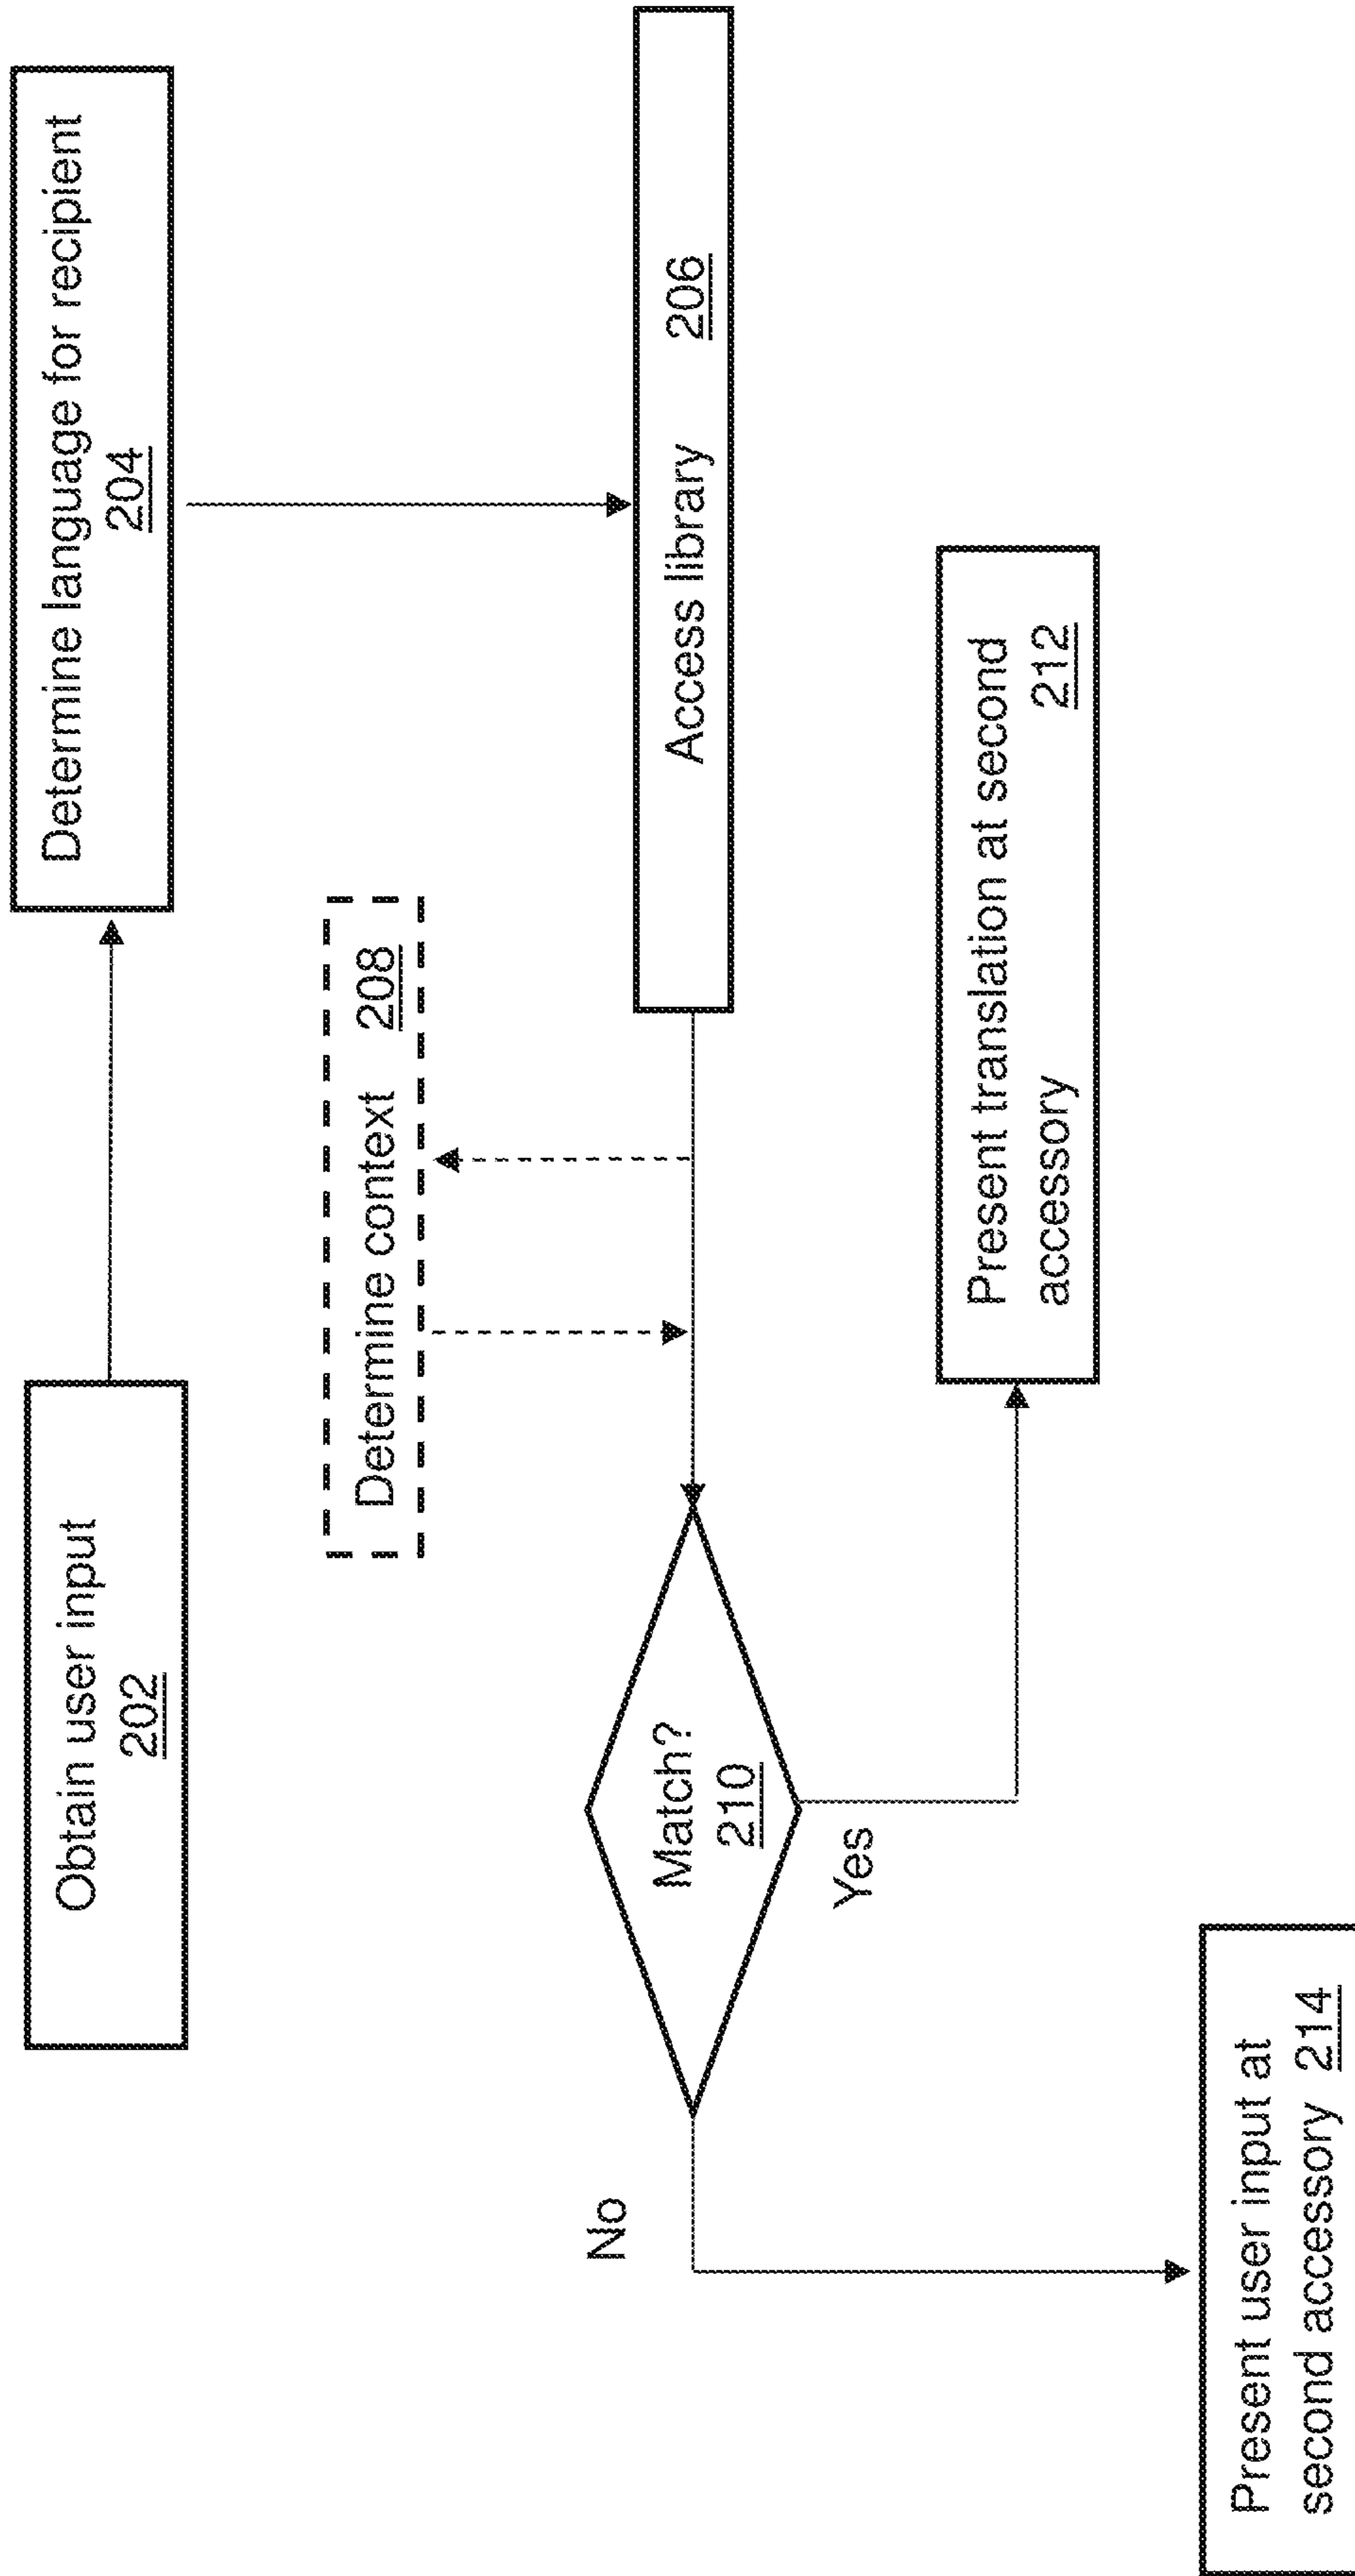 Obtain user input
202
Determine language for recipient
204
Determine context 208
Access library 206
Match?
210
No
Yes
Present translation at second
accessory 212
Present user input at
second accessory 214